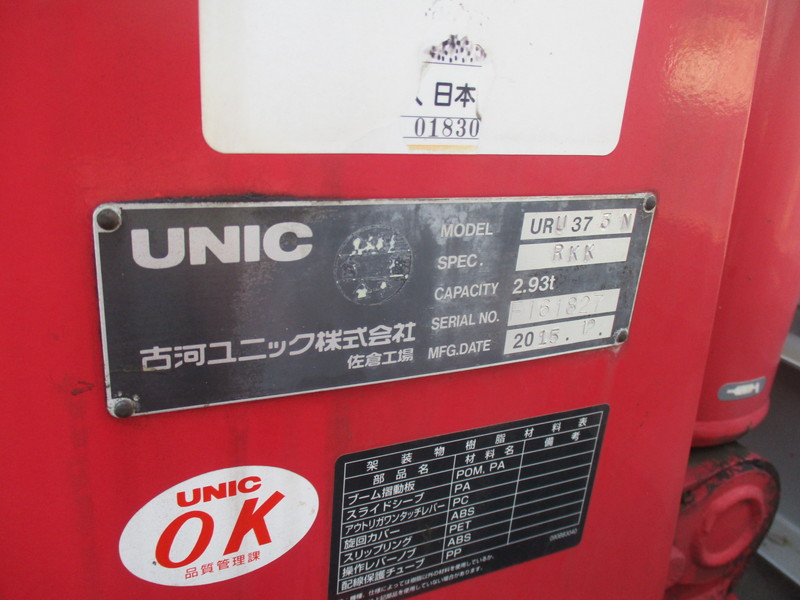 、日本
01830
UNIC
古河ユニック株式会社
佐倉工場
MODEL URU373N
SPEC. RKK
CAPACITY 2.93t
SERIAL NO.
MFG.DATE 2015.12.
UNIC
OK
品質管理課
架装物樹脂材料表
部品名 材料名 備考
ブーム摺動板 POM, PA
スライドシーブ PA
アウトリガワンタッチレバー PC
旋回カバー ABS
スリップリング PET
操作レバーノブ ABS
配線保護チューブ PP